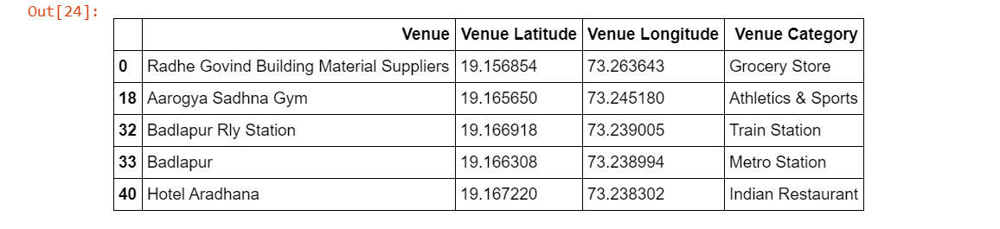 Out[24]:
Venue Venue Latitude Venue Longitude Venue Category
0 Radhe Govind Building Material Suppliers 19.156854 73.263643 Grocery Store
18 Aarogya Sadhna Gym 19.165650 73.245180 Athletics & Sports
32 Badlapur Rly Station 19.166918 73.239005 Train Station
33 Badlapur 19.166308 73.238994 Metro Station
40 Hotel Aradhana 19.167220 73.238302 Indian Restaurant